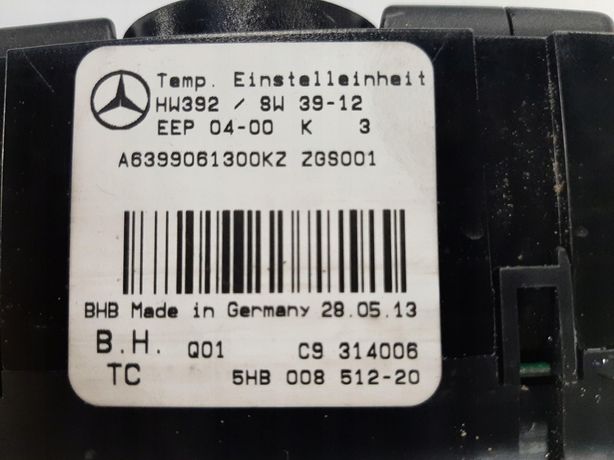 Temp. Einstelleinheit
HW392 / SW 39-12
EEP 04-00 K 3
A6399061300KZ ZGS001
BHB Made in Germany 28.05.13
B.H. Q01 C9 314006
TC 5HB 008 512-20